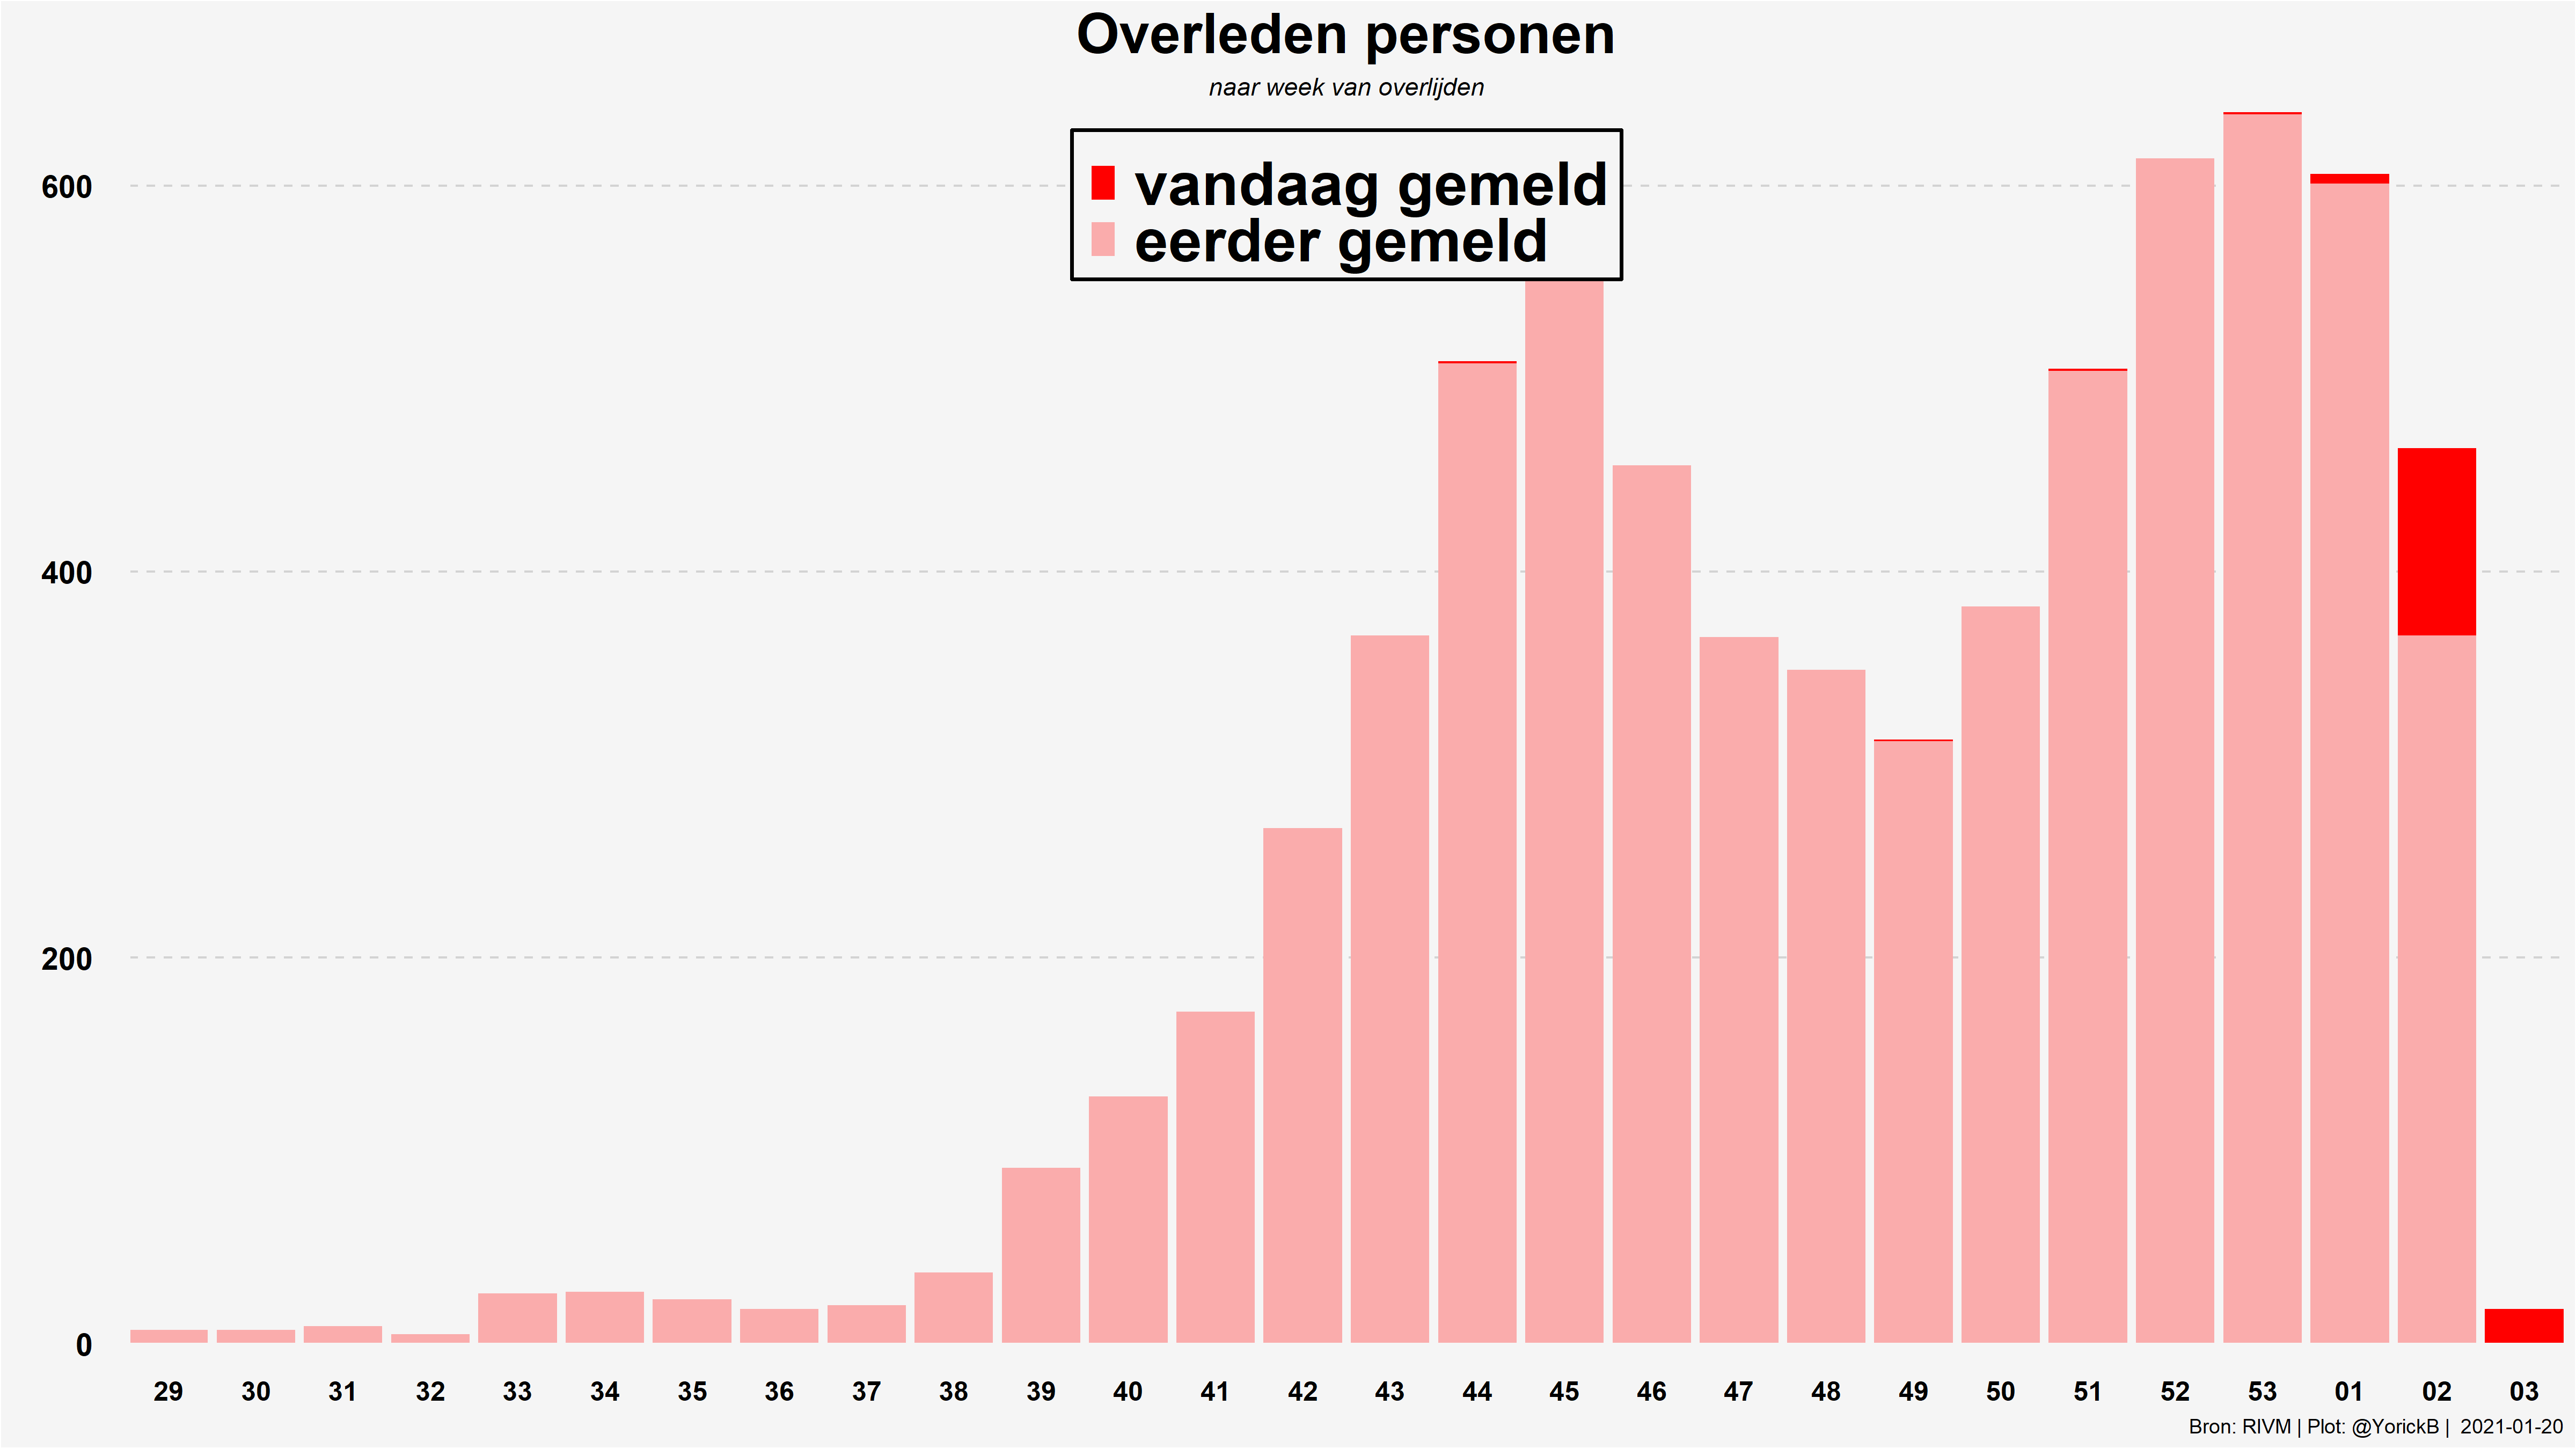 Overleden personen
naar week van overlijden
vandaag gemeld
eerder gemeld
600
400
200
0
29 30 31 32 33 34 35 36 37 38 39 40 41 42 43 44 45 46 47 48 49 50 51 52 53 01 02 03
Bron: RIVM | Plot: @YorickB | 2021-01-20